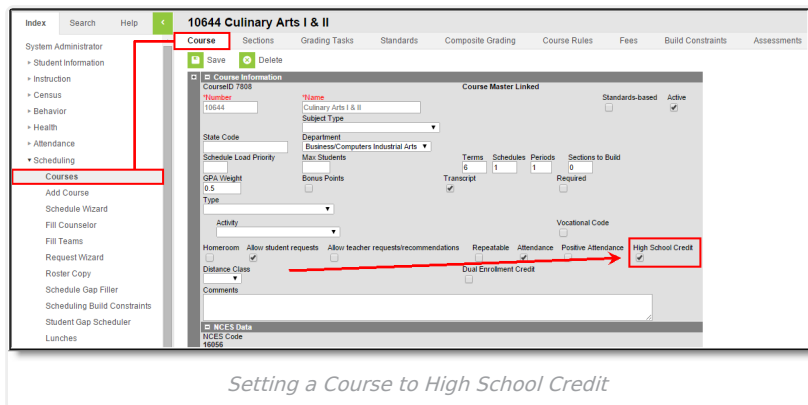 Index Search Help
10644 Culinary Arts I & II
Course Sections Grading Tasks Standards Composite Grading Course Rules Fees Build Constraints Assessments
System Administrator
Student Information
Instruction
Census
Behavior
Health
Attendance
Scheduling
Courses
Add Course
Schedule Wizard
Fill Counselor
Fill Teams
Request Wizard
Roster Copy
Schedule Gap Filler
Scheduling Build Constraints
Student Gap Scheduler
Lunches
Save Delete
Course Information
CourseID 7808 Course Master Linked
*Number *Name Standards-based Active
10644 Culinary Arts I & II
Subject Type
State Code Department
Business/Computers Industrial Arts
Schedule Load Priority Max Students Terms Schedules Periods Sections to Build
6 1 1 0
GPA Weight Bonus Points Transcript Required
0.5
Type
Activity Vocational Code
Homeroom Allow student requests Allow teacher requests/recommendations Repeatable Attendance Positive Attendance High School Credit
Distance Class Dual Enrollment Credit
Comments
NCES Data
NCES Code
16056
Setting a Course to High School Credit